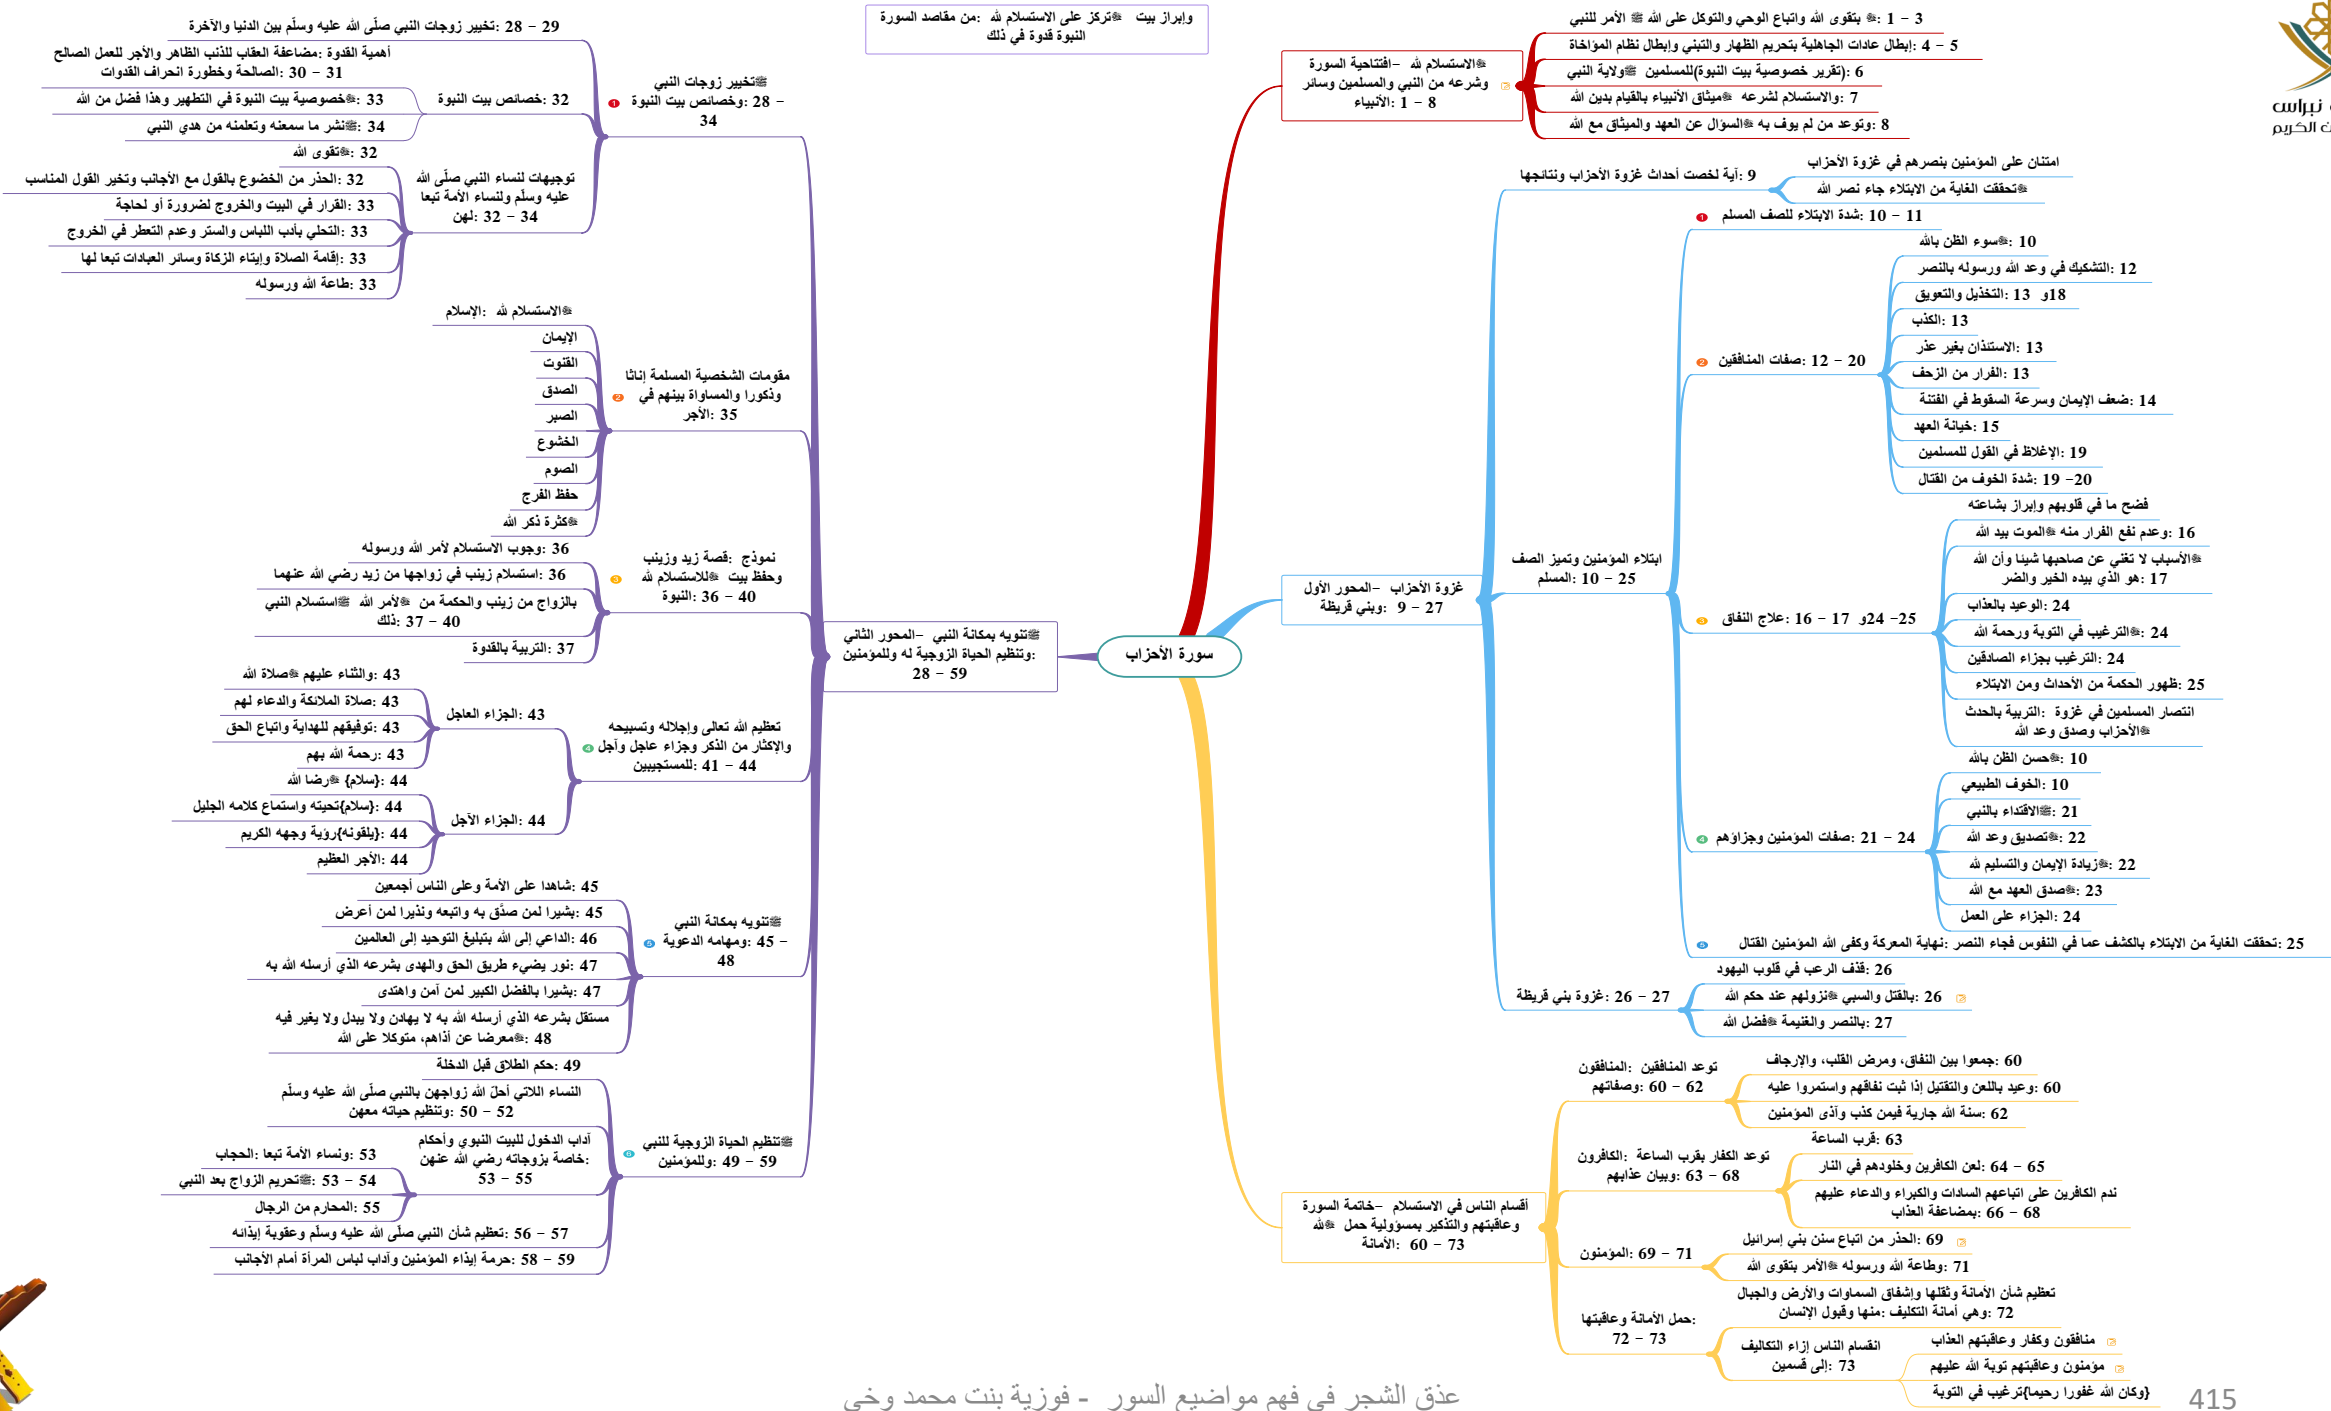 من مقاصد السورة: تركز على الاستسلام لله ﷻ وإبراز بيت
النبوة قدوة في ذلك
نبراس
الكريم
سورة الأحزاب
افتتاحية السورة – الاستسلام لله ﷻ
وشرعه من النبي والمسلمين وسائر
الأنبياء: 1 – 8
1 – 3: الأمر للنبي ﷺ بتقوى الله واتباع الوحي والتوكل على الله ﷻ
4 – 5: إبطال عادات الجاهلية بتحريم الظهار والتبني وإبطال نظام المؤاخاة
6: ولاية النبي ﷺ للمسلمين (تقرير خصوصية بيت النبوة)
7: ميثاق الأنبياء بالقيام بدين الله ﷻ والاستسلام لشرعه
8: السؤال عن العهد والميثاق مع الله ﷻ وتوعد من لم يوف به
المحور الأول – غزوة الأحزاب
وبني قريظة: 9 – 27
9: آية لخصت أحداث غزوة الأحزاب ونتائجها
امتنان على المؤمنين بنصرهم في غزوة الأحزاب
تحققت الغاية من الابتلاء جاء نصر الله ﷻ
ابتلاء المؤمنين وتميز الصف
المسلم: 10 – 25
10 – 11: شدة الابتلاء للصف المسلم
12 – 20: صفات المنافقين
10: سوء الظن بالله ﷻ
12: التشكيك في وعد الله ورسوله بالنصر
13 و18: التخذيل والتعويق
13: الكذب
13: الاستئذان بغير عذر
13: الفرار من الزحف
14: ضعف الإيمان وسرعة السقوط في الفتنة
15: خيانة العهد
19: الإغلاظ في القول للمسلمين
19 –20: شدة الخوف من القتال
16 – 17 و24 –25: علاج النفاق
فضح ما في قلوبهم وإبراز بشاعته
16: الموت بيد الله ﷻ وعدم نفع الفرار منه
الأسباب لا تغني عن صاحبها شيئا وأن الله ﷻ
هو الذي بيده الخير والضر: 17
24: الوعيد بالعذاب
24: الترغيب في التوبة ورحمة الله ﷻ
24: الترغيب بجزاء الصادقين
25: ظهور الحكمة من الأحداث ومن الابتلاء
التربية بالحدث: انتصار المسلمين في غزوة
الأحزاب وصدق وعد الله ﷻ
21 – 24: صفات المؤمنين وجزاؤهم
10: حسن الظن بالله ﷻ
10: الخوف الطبيعي
21: الاقتداء بالنبي ﷺ
22: تصديق وعد الله ﷻ
22: زيادة الإيمان والتسليم لله ﷻ
23: صدق العهد مع الله ﷻ
24: الجزاء على العمل
25: تحققت الغاية من الابتلاء بالكشف عما في النفوس فجاء النصر: نهاية المعركة وكفى الله المؤمنين القتال
26 – 27: غزوة بني قريظة
26: قذف الرعب في قلوب اليهود
26: نزولهم عند حكم الله ﷻ بالقتل والسبي
27: فضل الله ﷻ بالنصر والغنيمة
خاتمة السورة – أقسام الناس في الاستسلام
لله ﷻ وعاقبتهم والتذكير بمسؤولية حمل
الأمانة: 60 – 73
المنافقون: توعد المنافقين
وصفاتهم: 60 – 62
60: جمعوا بين النفاق، ومرض القلب، والإرجاف
60: وعيد باللعن والتقتيل إذا ثبت نفاقهم واستمروا عليه
62: سنة الله جارية فيمن كذب وآذى المؤمنين
الكافرون: توعد الكفار بقرب الساعة
وبيان عذابهم: 63 – 68
63: قرب الساعة
64 – 65: لعن الكافرين وخلودهم في النار
ندم الكافرين على اتباعهم السادات والكبراء والدعاء عليهم
بمضاعفة العذاب: 66 – 68
69 – 71: المؤمنون
69: الحذر من اتباع سنن بني إسرائيل
71: الأمر بتقوى الله ﷻ وطاعة الله ورسوله
حمل الأمانة وعاقبتها:
72 – 73
تعظيم شأن الأمانة وثقلها وإشفاق السماوات والأرض والجبال
منها وقبول الإنسان: وهي أمانة التكليف: 72
انقسام الناس إزاء التكاليف
إلى قسمين: 73
منافقون وكفار وعاقبتهم العذاب
مؤمنون وعاقبتهم توبة الله عليهم
{وكان الله غفورا رحيما} ترغيب في التوبة
المحور الثاني – تنويه بمكانة النبي ﷺ
وتنظيم الحياة الزوجية له وللمؤمنين:
28 – 59
تخيير زوجات النبي ﷺ
وخصائص بيت النبوة: 28 –
34
28 – 29: تخيير زوجات النبي صلّى الله عليه وسلّم بين الدنيا والآخرة
32: خصائص بيت النبوة
مضاعفة العقاب للذنب الظاهر والأجر للعمل الصالح: أهمية القدوة
الصالحة وخطورة انحراف القدوات: 30 – 31
33: خصوصية بيت النبوة في التطهير وهذا فضل من الله ﷻ
34: نشر ما سمعنه وتعلمنه من هدي النبي ﷺ
توجيهات لنساء النبي صلّى الله
عليه وسلّم ولنساء الأمة تبعا
لهن: 32 – 34
32: تقوى الله ﷻ
32: الحذر من الخضوع بالقول مع الأجانب وتخير القول المناسب
33: القرار في البيت والخروج لضرورة أو لحاجة
33: التحلي بأدب اللباس والستر وعدم التعطر في الخروج
33: إقامة الصلاة وإيتاء الزكاة وسائر العبادات تبعا لها
33: طاعة الله ورسوله
مقومات الشخصية المسلمة إناثا
وذكورا والمساواة بينهم في
الأجر: 35
الإسلام: الاستسلام لله ﷻ
الإيمان
القنوت
الصدق
الصبر
الخشوع
الصوم
حفظ الفرج
كثرة ذكر الله ﷻ
نموذج: قصة زيد وزينب
للاستسلام لله ﷻ وحفظ بيت
النبوة: 36 – 40
36: وجوب الاستسلام لأمر الله ورسوله
36: استسلام زينب في زواجها من زيد رضي الله عنهما
استسلام النبي ﷺ لأمر الله ﷻ بالزواج من زينب والحكمة من
ذلك: 37 – 40
37: التربية بالقدوة
تعظيم الله تعالى وإجلاله وتسبيحه
والإكثار من الذكر وجزاء عاجل وآجل
للمستجيبين: 41 – 44
43: الجزاء العاجل
43: صلاة الله ﷻ والثناء عليهم
43: صلاة الملائكة والدعاء لهم
43: توفيقهم للهداية واتباع الحق
43: رحمة الله بهم
44: الجزاء الآجل
44: رضا الله ﷻ {سلام}
44: تحيته واستماع كلامه الجليل {سلام}
44: رؤية وجهه الكريم {يلقونه}
44: الأجر العظيم
تنويه بمكانة النبي ﷺ
ومهامه الدعوية: 45 –
48
45: شاهدا على الأمة وعلى الناس أجمعين
45: بشيرا لمن صدَّق به واتبعه ونذيرا لمن أعرض
46: الداعي إلى الله بتبليغ التوحيد إلى العالمين
47: نور يضيء طريق الحق والهدى بشرعه الذي أرسله الله به
47: بشيرا بالفضل الكبير لمن آمن واهتدى
مستقل بشرعه الذي أرسله الله به لا يهادن ولا يبدل ولا يغير فيه
معرضا عن أذاهم، متوكلا على الله ﷻ: 48
تنظيم الحياة الزوجية للنبي ﷺ
وللمؤمنين: 49 – 59
49: حكم الطلاق قبل الدخلة
النساء اللاتي أحلّ الله زواجهن بالنبي صلّى الله عليه وسلّم
وتنظيم حياته معهن: 50 – 52
آداب الدخول للبيت النبوي وأحكام
خاصة بزوجاته رضي الله عنهن:
53 – 55
53: الحجاب: ونساء الأمة تبعا
53 – 54: تحريم الزواج بعد النبي ﷺ
55: المحارم من الرجال
56 – 57: تعظيم شأن النبي صلّى الله عليه وسلّم وعقوبة إيذائه
58 – 59: حرمة إيذاء المؤمنين وآداب لباس المرأة أمام الأجانب
عذق الشجر في فهم مواضيع السور - فوزية بنت محمد وخي
415